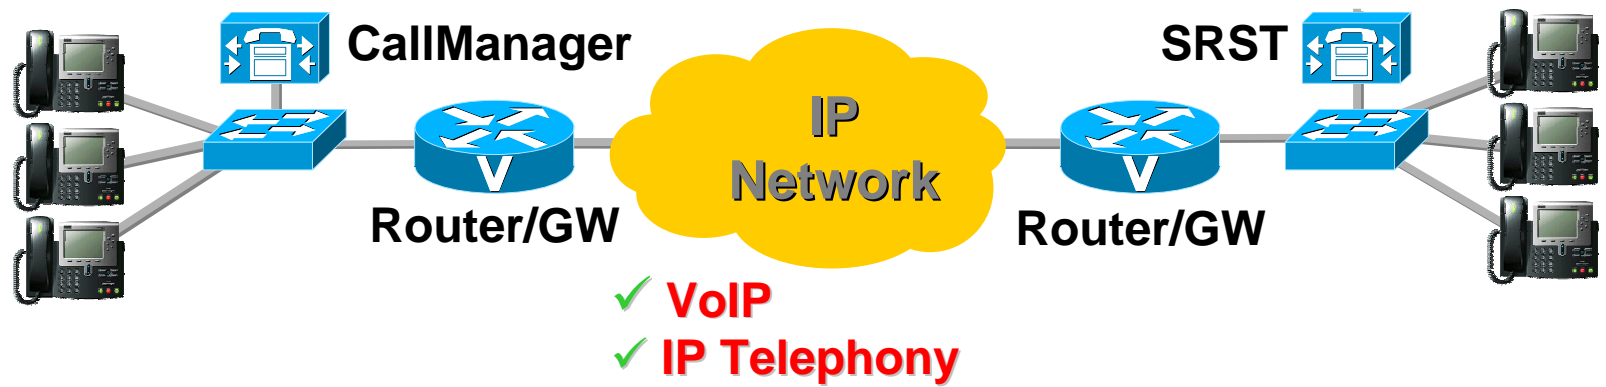 CallManager
SRST
IP
Network
V
V
Router/GW
Router/GW
✓ VoIP
✓ IP Telephony